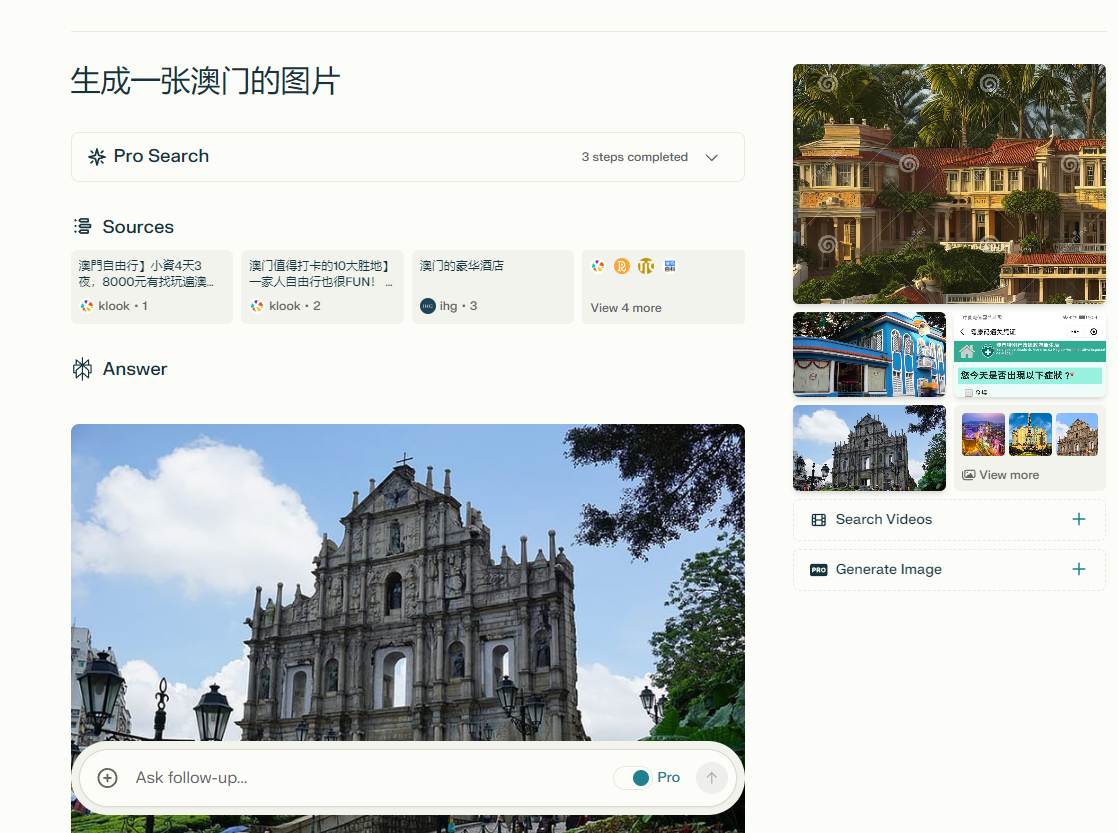 生成一张澳门的图片
Pro Search
3 steps completed
Sources
澳門自由行】小資4天3
夜，8000元有找玩遍澳...
klook • 1
澳门值得打卡的10大胜地】
一家人自由行也很FUN！ ...
klook • 2
澳门的豪华酒店
IHG
ihg • 3
View 4 more
Answer
Ask follow-up...
Pro
您今天是否出現以下症狀？*
View more
Search Videos
PRO
Generate Image